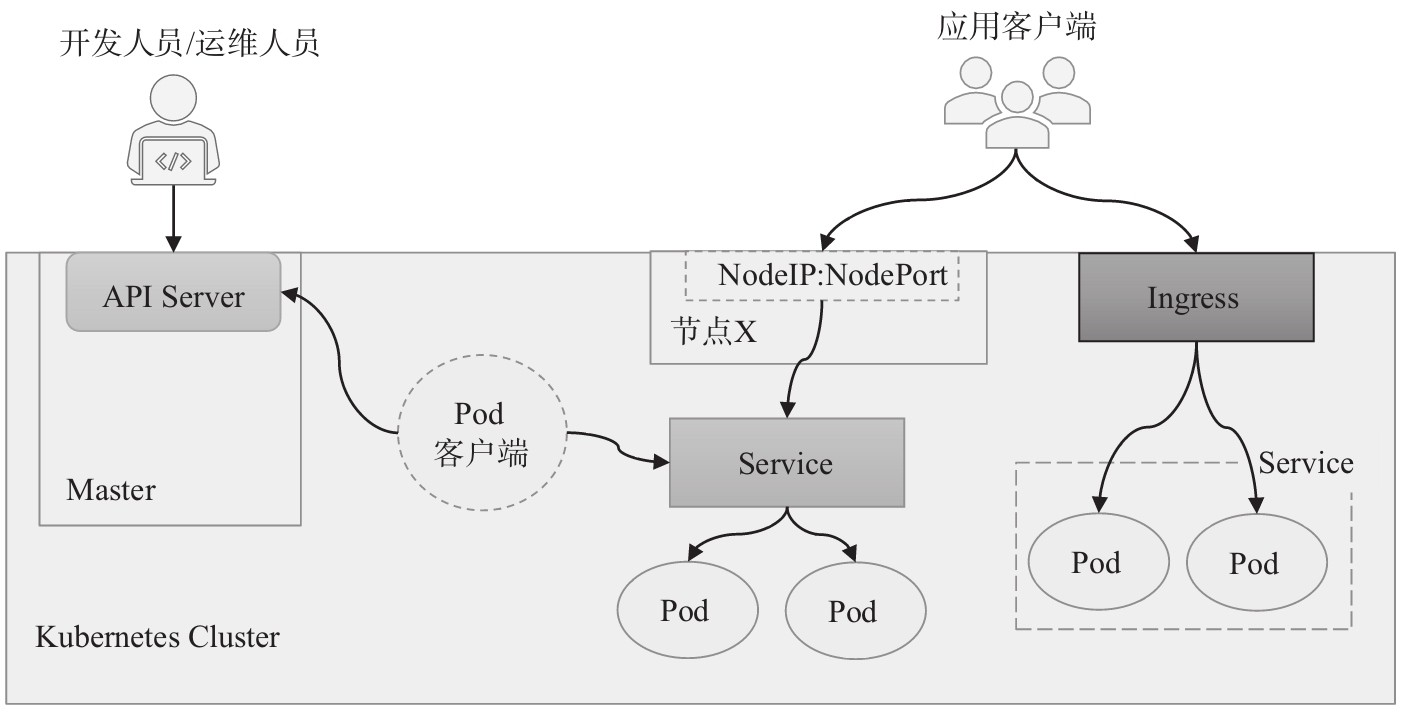 开发人员/运维人员
应用客户端
</>
API Server
NodeIP:NodePort
Ingress
节点X
Pod
客户端
Service
Service
Master
Pod
Pod
Pod
Pod
Kubernetes Cluster